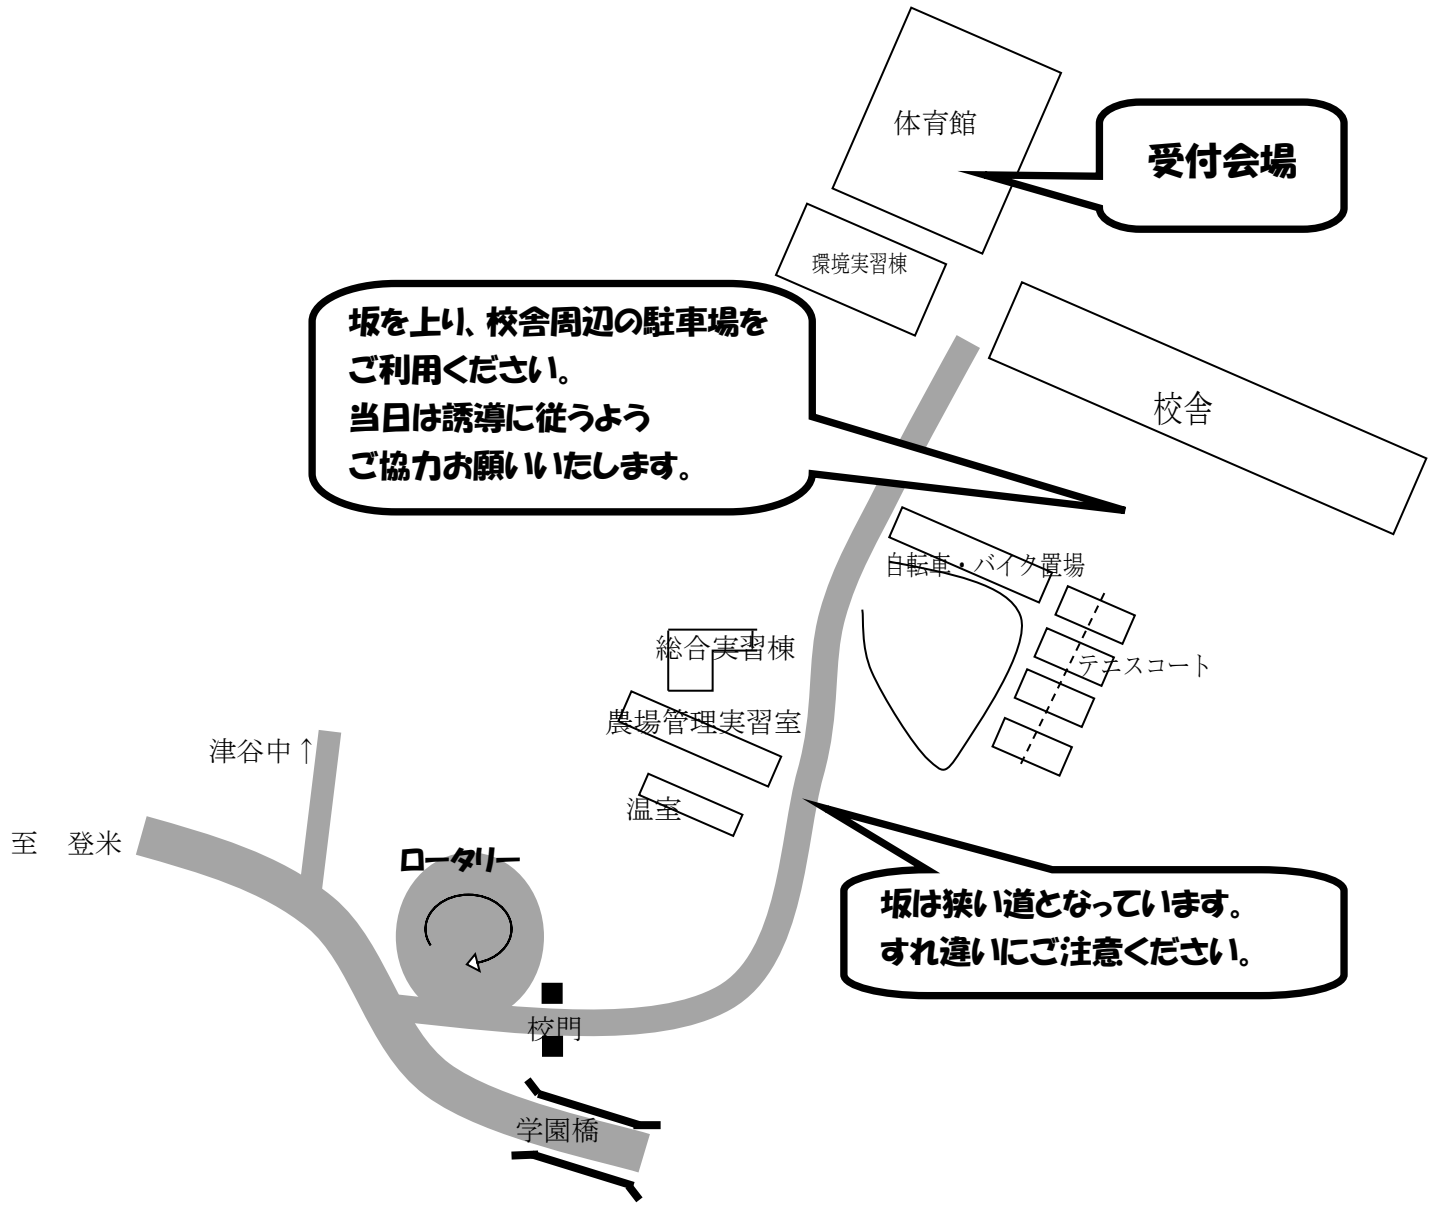 体育館
受付会場
環境実習棟
坂を上り、校舎周辺の駐車場を
ご利用ください。
当日は誘導に従うよう
ご協力お願いいたします。
校舎
自転車・バイク置場
総合実習棟
テニスコート
農場管理実習室
津谷中↑
温室
至　登米
ロータリー
坂は狭い道となっています。
すれ違いにご注意ください。
校門
学園橋